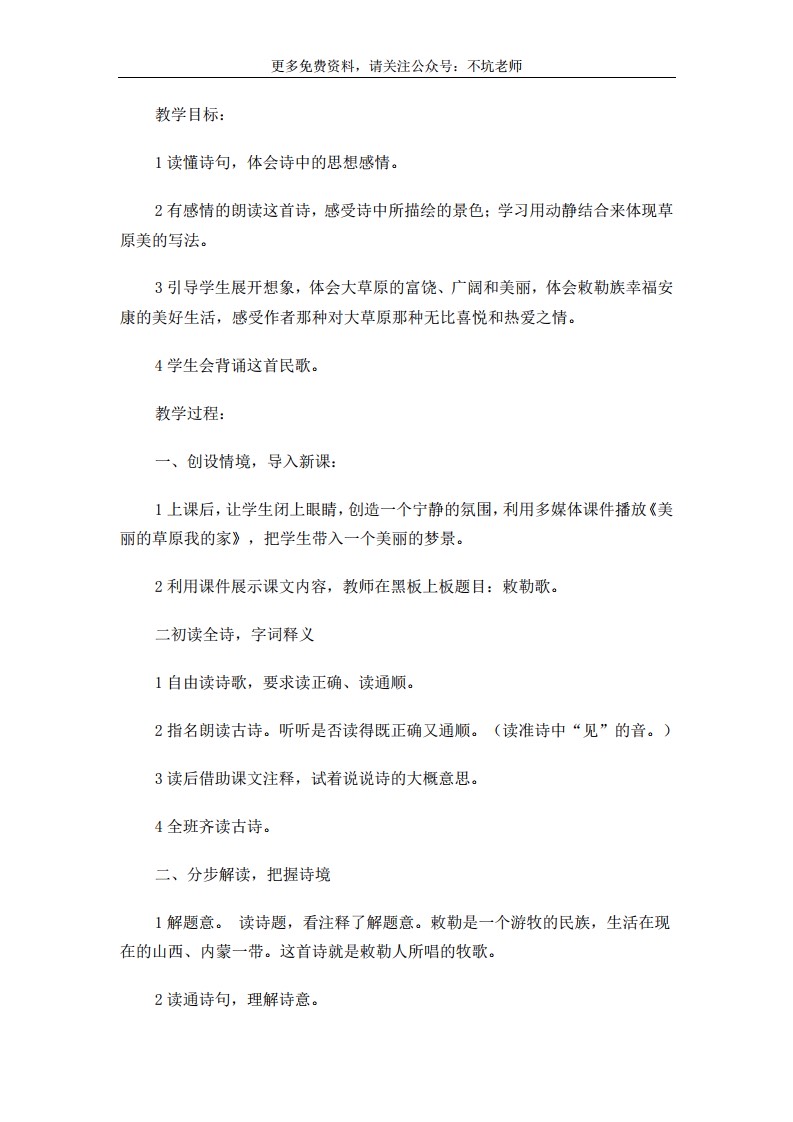 更多免费资料，请关注公众号：不坑老师
教学目标：
1 读懂诗句，体会诗中的思想感情。
2 有感情的朗读这首诗，感受诗中所描绘的景色；学习用动静结合来体现草
原美的写法。
3 引导学生展开想象，体会大草原的富饶、广阔和美丽，体会敕勒族幸福安
康的美好生活，感受作者那种对大草原那种无比喜悦和热爱之情。
4 学生会背诵这首民歌。
教学过程：
一、创设情境，导入新课：
1 上课后，让学生闭上眼睛，创造一个宁静的氛围，利用多媒体课件播放《美
丽的草原我的家》，把学生带入一个美丽的梦景。
2 利用课件展示课文内容，教师在黑板上板题目：敕勒歌。
二初读全诗，字词释义
1 自由读诗歌，要求读正确、读通顺。
2 指名朗读古诗。听听是否读得既正确又通顺。（读准诗中“见”的音。）
3 读后借助课文注释，试着说说诗的大概意思。
4 全班齐读古诗。
二、分步解读，把握诗境
1 解题意。 读诗题，看注释了解题意。敕勒是一个游牧的民族，生活在现
在的山西、内蒙一带。这首诗就是敕勒人所唱的牧歌。
2 读通诗句，理解诗意。